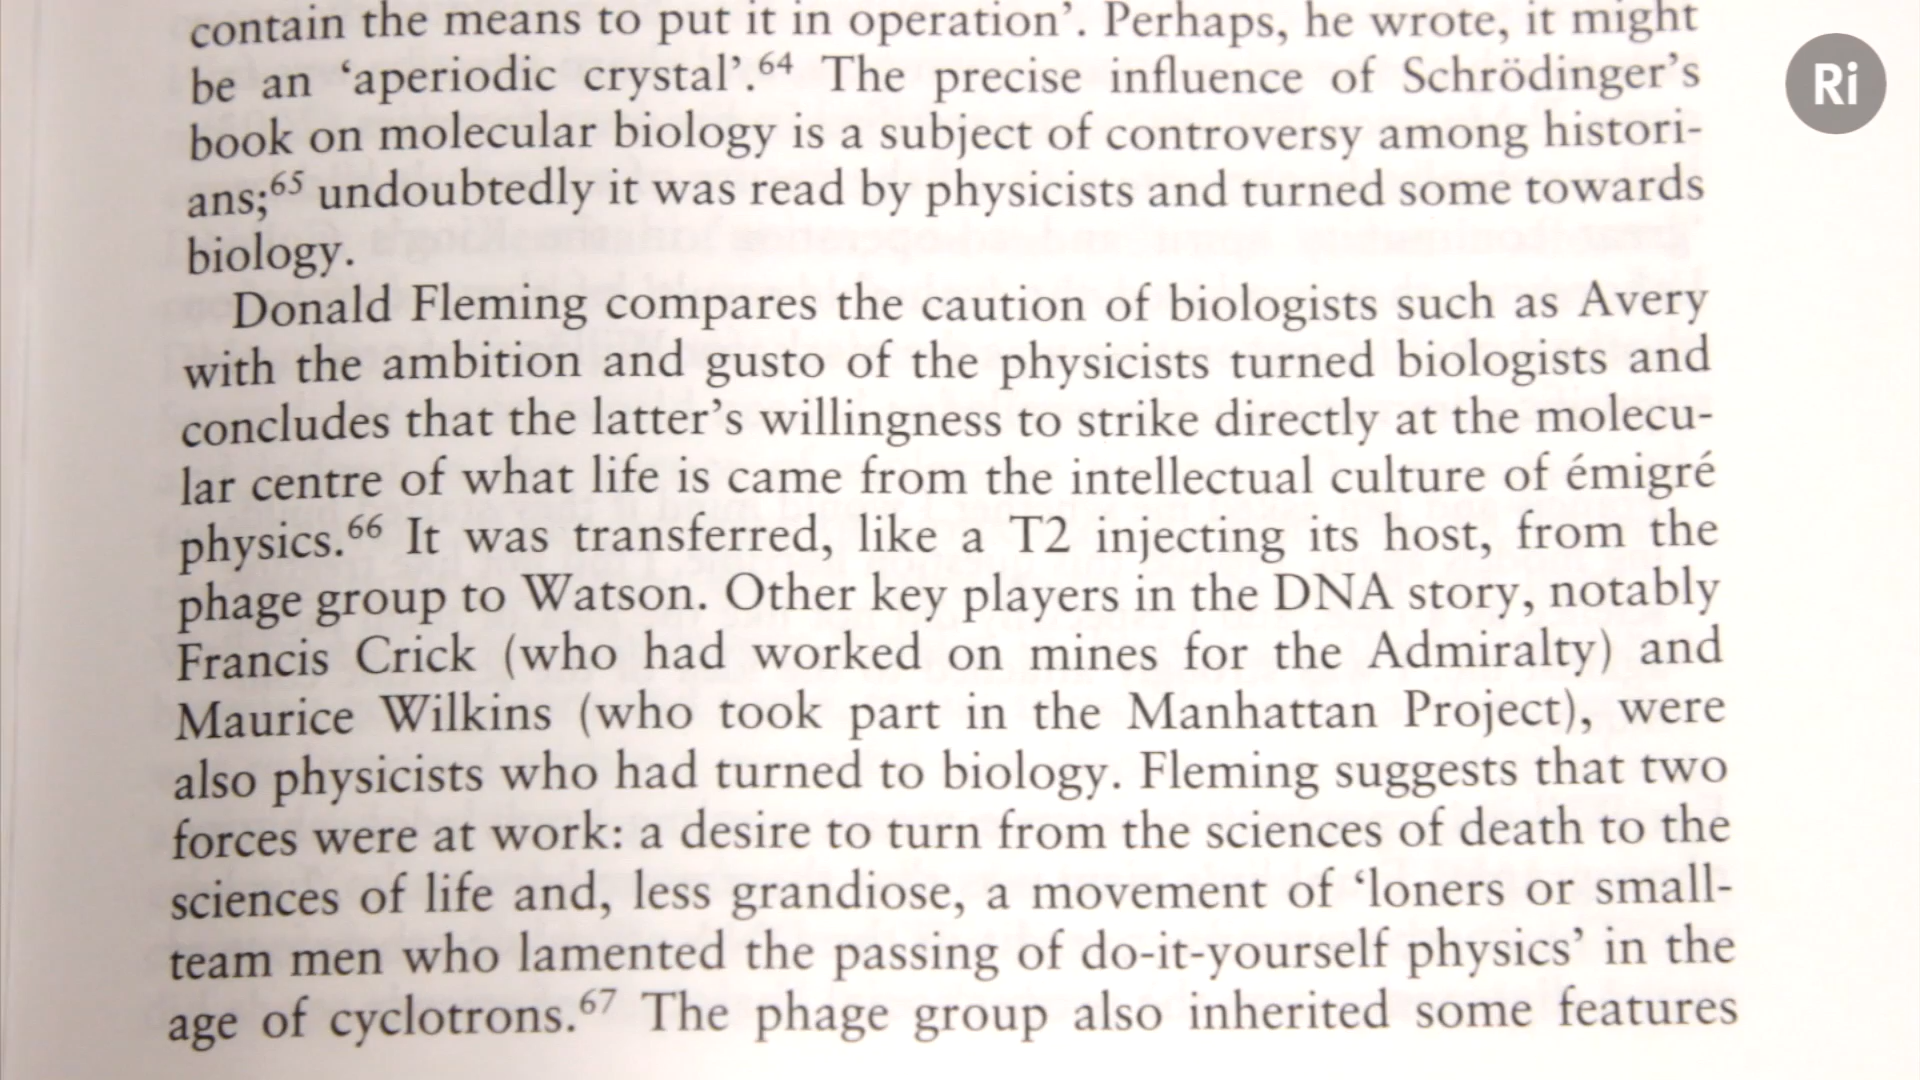 contain the means to put it in operation’. Perhaps, he wrote, it might
be an ‘aperiodic crystal’.64 The precise influence of Schrödinger’s
book on molecular biology is a subject of controversy among histori-
ans;65 undoubtedly it was read by physicists and turned some towards
biology.
Donald Fleming compares the caution of biologists such as Avery
with the ambition and gusto of the physicists turned biologists and
concludes that the latter’s willingness to strike directly at the molecu-
lar centre of what life is came from the intellectual culture of émigré
physics.66 It was transferred, like a T2 injecting its host, from the
phage group to Watson. Other key players in the DNA story, notably
Francis Crick (who had worked on mines for the Admiralty) and
Maurice Wilkins (who took part in the Manhattan Project), were
also physicists who had turned to biology. Fleming suggests that two
forces were at work: a desire to turn from the sciences of death to the
sciences of life and, less grandiose, a movement of ‘loners or small-
team men who lamented the passing of do-it-yourself physics’ in the
age of cyclotrons.67 The phage group also inherited some features
Ri